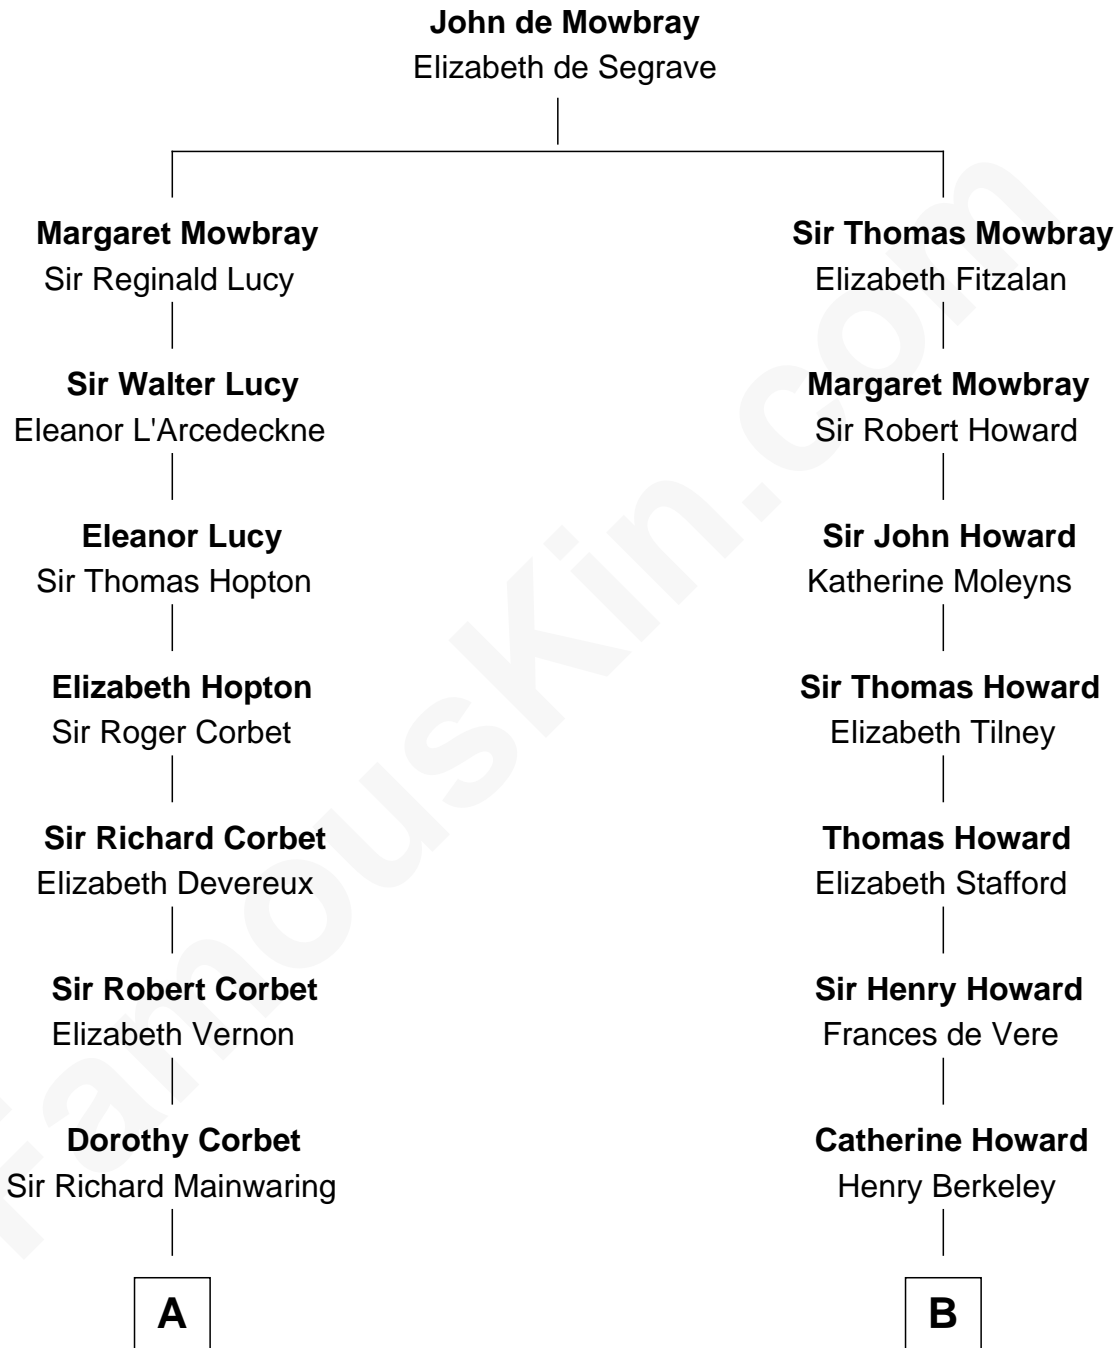 John de Mowbray
Elizabeth de Segrave
Margaret Mowbray
Sir Reginald Lucy
Sir Thomas Mowbray
Elizabeth Fitzalan
Sir Walter Lucy
Eleanor L'Arcedeckne
Margaret Mowbray
Sir Robert Howard
Eleanor Lucy
Sir Thomas Hopton
Sir John Howard
Katherine Moleyns
Elizabeth Hopton
Sir Roger Corbet
Sir Thomas Howard
Elizabeth Tilney
Sir Richard Corbet
Elizabeth Devereux
Thomas Howard
Elizabeth Stafford
Sir Robert Corbet
Elizabeth Vernon
Sir Henry Howard
Frances de Vere
Dorothy Corbet
Sir Richard Mainwaring
Catherine Howard
Henry Berkeley
A
B
FamousKin.com